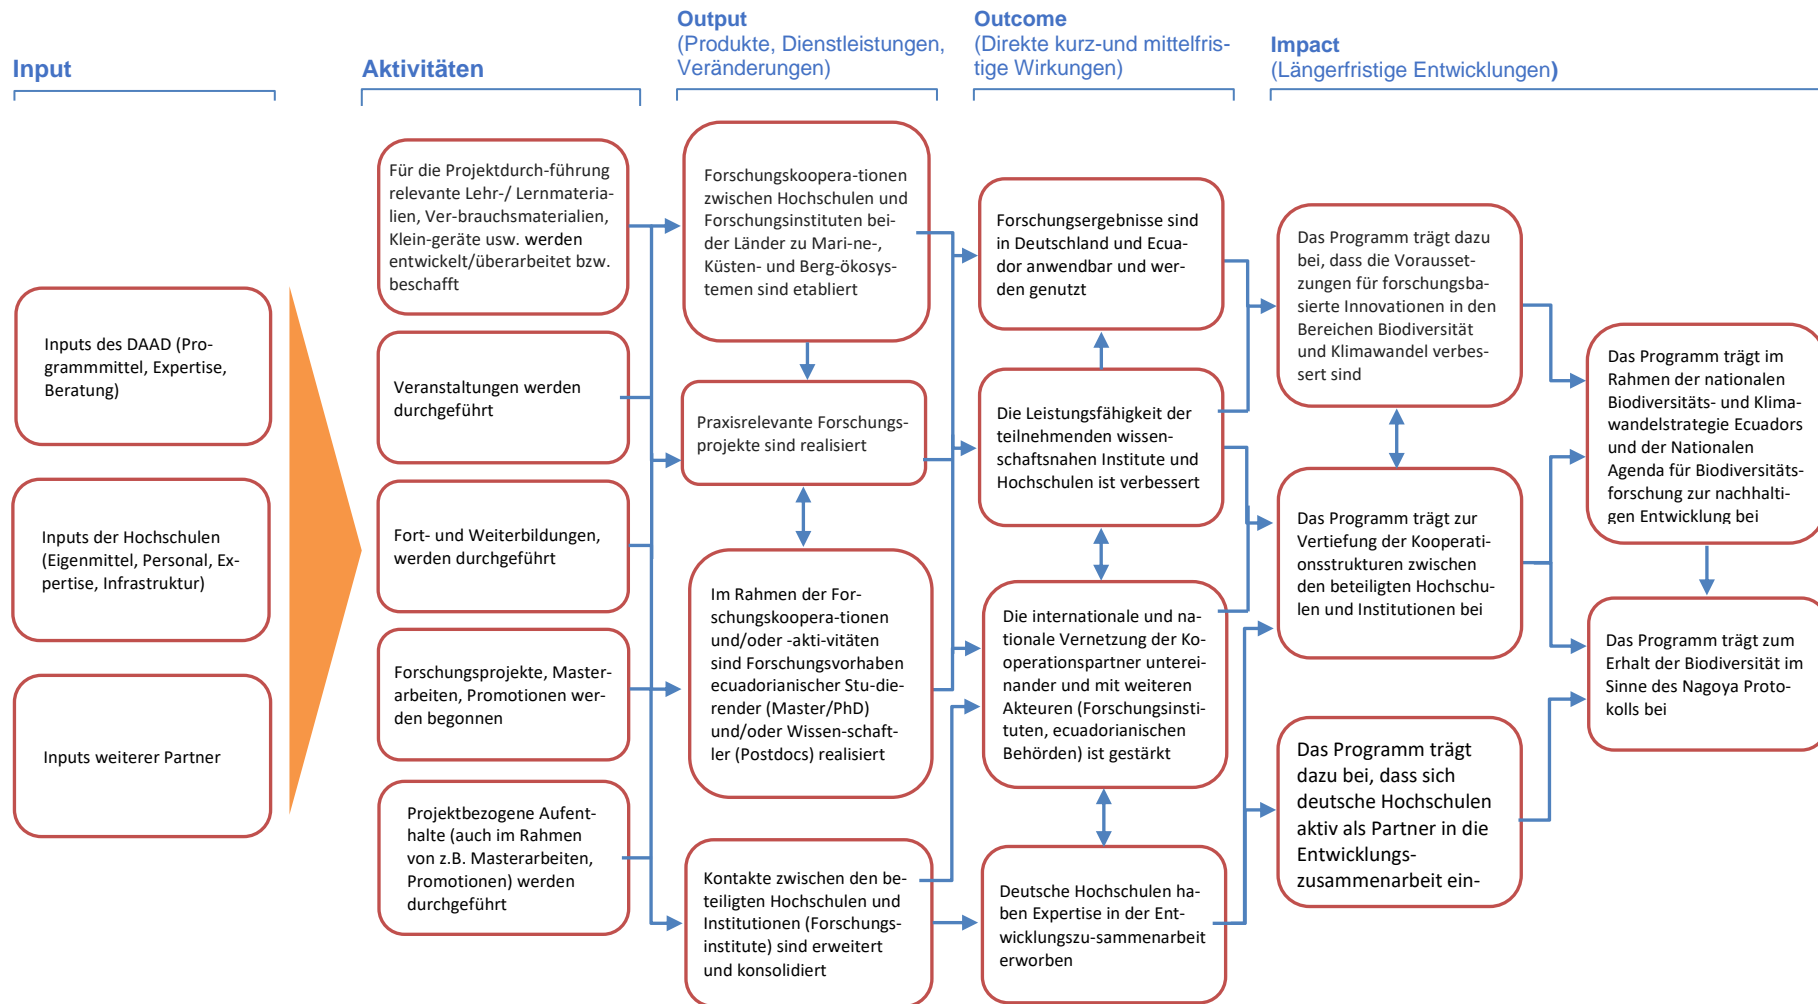 Input
Aktivitäten
Output
(Produkte, Dienstleistungen,
Veränderungen)
Outcome
(Direkte kurz-und mittelfris-
tige Wirkungen)
Impact
(Längerfristige Entwicklungen)
Inputs des DAAD (Pro-
grammmittel, Expertise,
Beratung)
Inputs der Hochschulen
(Eigenmittel, Personal, Ex-
pertise, Infrastruktur)
Inputs weiterer Partner
Für die Projektdurch-führung
relevante Lehr-/ Lernmateria-
lien, Ver-brauchsmaterialien,
Klein-geräte usw. werden
entwickelt/überarbeitet bzw.
beschafft
Veranstaltungen werden
durchgeführt
Fort- und Weiterbildungen,
werden durchgeführt
Forschungsprojekte, Master-
arbeiten, Promotionen wer-
den begonnen
Projektbezogene Aufent-
halte (auch im Rahmen
von z.B. Masterarbeiten,
Promotionen) werden
durchgeführt
Forschungskoopera-tionen
zwischen Hochschulen und
Forschungsinstituten bei-
der Länder zu Mari-ne-,
Küsten- und Berg-ökosys-
temen sind etabliert
Praxisrelevante Forschungs-
projekte sind realisiert
Im Rahmen der For-
schungskoopera-tionen
und/oder -akti-vitäten
sind Forschungsvorhaben
ecuadorianischer Stu-die-
render (Master/PhD)
und/oder Wissen-schaft-
ler (Postdocs) realisiert
Kontakte zwischen den be-
teiligten Hochschulen und
Institutionen (Forschungs-
institute) sind erweitert
und konsolidiert
Forschungsergebnisse sind
in Deutschland und Ecua-
dor anwendbar und wer-
den genutzt
Die Leistungsfähigkeit der
teilnehmenden wissen-
schaftsnahen Institute und
Hochschulen ist verbessert
Die internationale und na-
tionale Vernetzung der Ko-
operationspartner unterei-
nander und mit weiteren
Akteuren (Forschungsinsti-
tuten, ecuadorianischen
Behörden) ist gestärkt
Deutsche Hochschulen ha-
ben Expertise in der Ent-
wicklungszu-sammenarbeit
erworben
Das Programm trägt dazu
bei, dass die Vorausset-
zungen für forschungsba-
sierte Innovationen in den
Bereichen Biodiversität
und Klimawandel verbes-
sert sind
Das Programm trägt zur
Vertiefung der Kooperati-
onsstrukturen zwischen
den beteiligten Hochschu-
len und Institutionen bei
Das Programm trägt
dazu bei, dass sich
deutsche Hochschulen
aktiv als Partner in die
Entwicklungs-
zusammenarbeit ein-
Das Programm trägt im
Rahmen der nationalen
Biodiversitäts- und Klima-
wandelstrategie Ecuadors
und der Nationalen
Agenda für Biodiversitäts-
forschung zur nachhalti-
gen Entwicklung bei
Das Programm trägt zum
Erhalt der Biodiversität im
Sinne des Nagoya Proto-
kolls bei